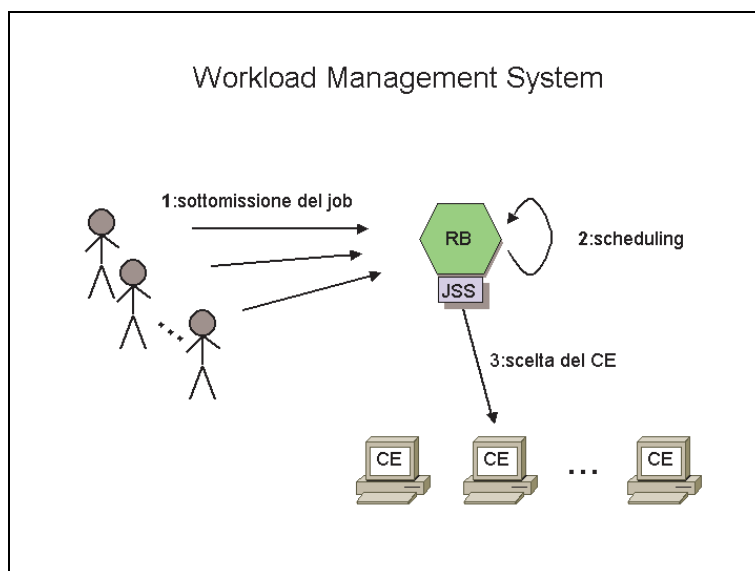 Workload Management System
1:sottomissione del job
RB
2:scheduling
JSS
3:scelta del CE
CE
CE
...
CE